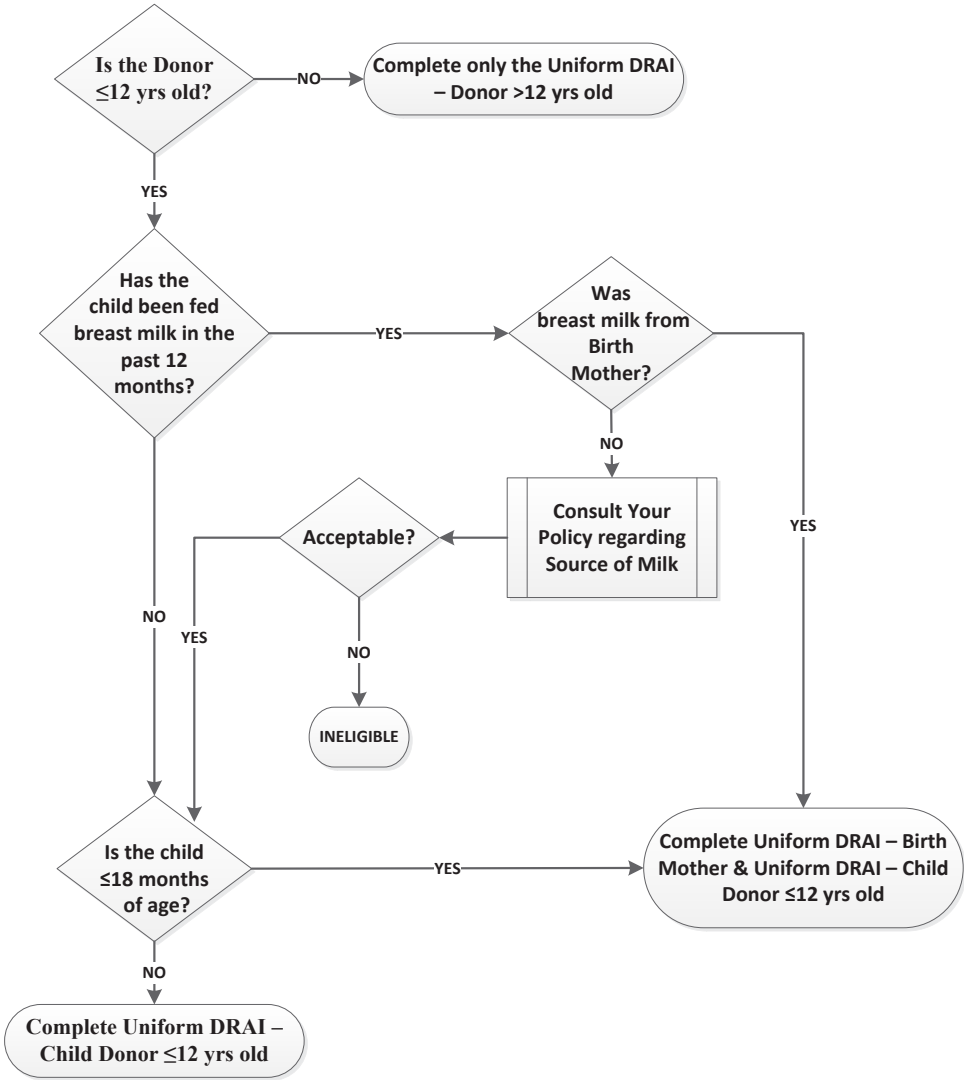 Is the Donor
≤12 yrs old?
NO
Complete only the Uniform DRAI
– Donor >12 yrs old
YES
Has the
child been fed
breast milk in the
past 12
months?
YES
Was
breast milk from
Birth
Mother?
NO
YES
Consult Your
Policy regarding
Source of Milk
Acceptable?
NO
YES
NO
INELIGIBLE
Is the child
≤18 months
of age?
YES
Complete Uniform DRAI – Birth
Mother & Uniform DRAI – Child
Donor ≤12 yrs old
NO
Complete Uniform DRAI –
Child Donor ≤12 yrs old